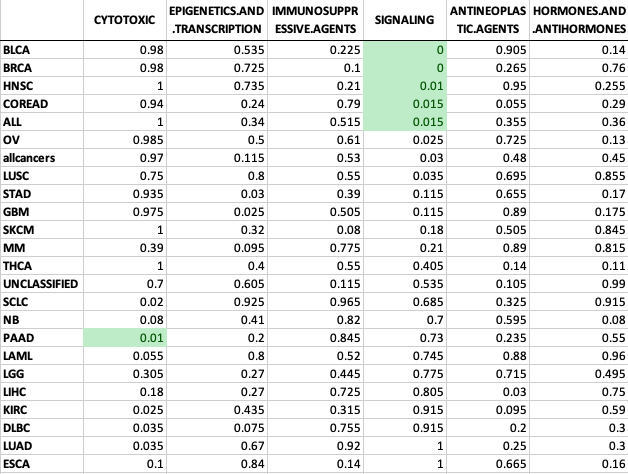 CYTOTOXIC EPIGENETICS.AND.TRANSCRIPTION IMMUNOSUPPRESSIVE.AGENTS SIGNALING ANTINEOPLASTIC.AGENTS HORMONES.AND.ANTIHORMONES
BLCA 0.98 0.535 0.225 0 0.905 0.14
BRCA 0.98 0.725 0.1 0 0.265 0.76
HNSC 1 0.735 0.21 0.01 0.95 0.255
COREAD 0.94 0.24 0.79 0.015 0.055 0.29
ALL 1 0.34 0.515 0.015 0.355 0.36
OV 0.985 0.5 0.61 0.025 0.725 0.13
allcancers 0.97 0.115 0.53 0.03 0.48 0.45
LUSC 0.75 0.8 0.55 0.035 0.695 0.855
STAD 0.935 0.03 0.39 0.115 0.655 0.17
GBM 0.975 0.025 0.505 0.115 0.89 0.175
SKCM 1 0.32 0.08 0.18 0.505 0.845
MM 0.39 0.095 0.775 0.21 0.89 0.815
THCA 1 0.4 0.55 0.405 0.14 0.11
UNCLASSIFIED 0.7 0.605 0.115 0.535 0.105 0.99
SCLC 0.02 0.925 0.965 0.685 0.325 0.915
NB 0.08 0.41 0.82 0.7 0.595 0.08
PAAD 0.01 0.2 0.845 0.73 0.235 0.55
LAML 0.055 0.8 0.52 0.745 0.88 0.96
LGG 0.305 0.27 0.445 0.775 0.715 0.495
LIHC 0.18 0.27 0.725 0.805 0.03 0.75
KIRC 0.025 0.435 0.315 0.915 0.095 0.59
DLBC 0.035 0.075 0.755 0.915 0.2 0.3
LUAD 0.035 0.67 0.92 1 0.25 0.3
ESCA 0.1 0.84 0.14 1 0.665 0.16